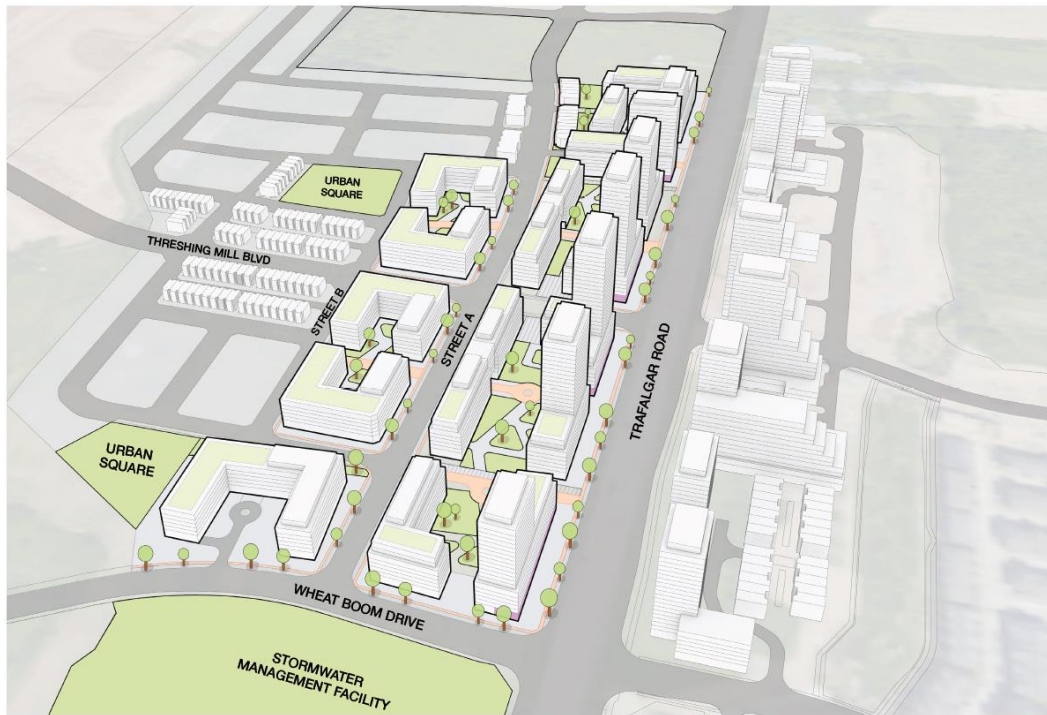 URBAN
SQUARE
THRESHING MILL BLVD
STREET B
STREET A
TRAFALGAR ROAD
URBAN
SQUARE
WHEAT BOOM DRIVE
STORMWATER
MANAGEMENT FACILITY